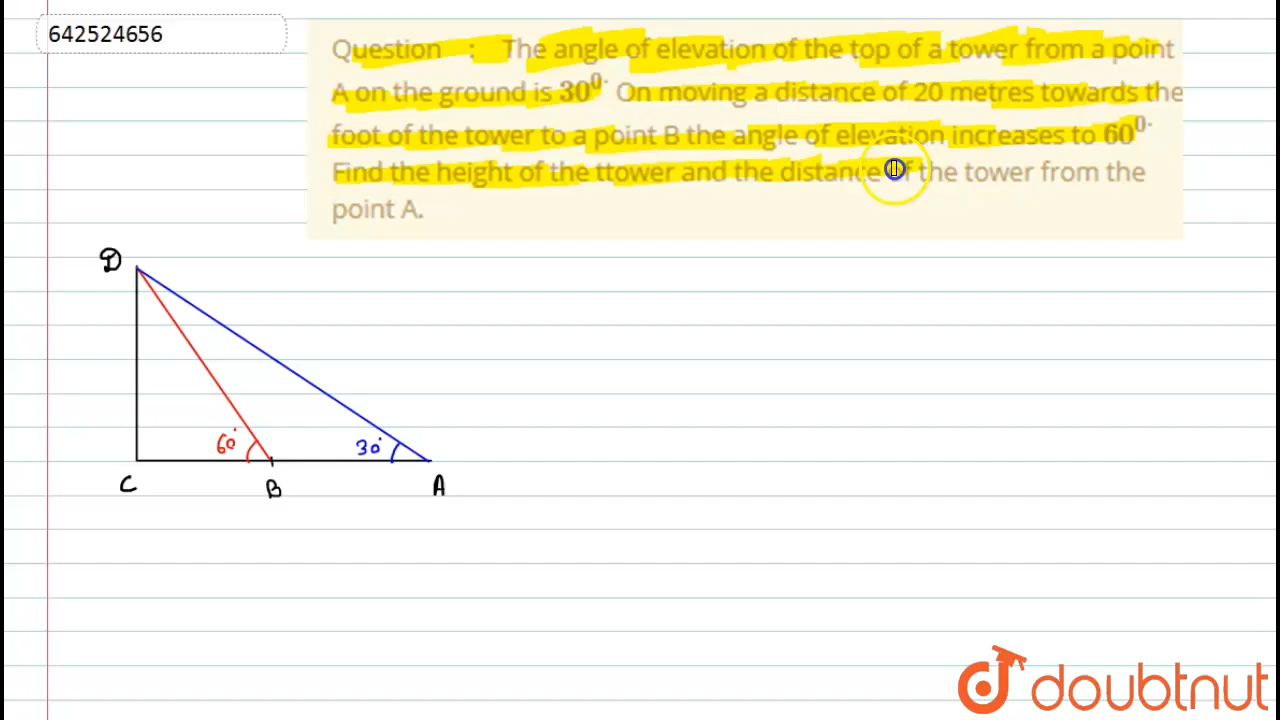 642524656
Question : The angle of elevation of the top of a tower from a point
A on the ground is 30⁰· On moving a distance of 20 metres towards the
foot of the tower to a point B the angle of elevation increases to 60⁰·
Find the height of the ttower and the distance of the tower from the
point A.
D
60°
30°
C
B
A
doubtnut